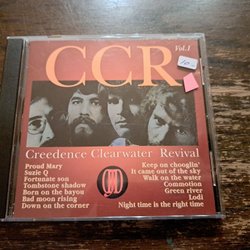 CCR
Vol.1
Creedence Clearwater Revival
Proud Mary
Suzie Q
Fortunate son
Tombstone shadow
Born on the bayou
Bad moon rising
Down on the corner
Keep on chooglin'
It came out of the sky
Walk on the water
Commotion
Green river
Lodi
Night time is the right time